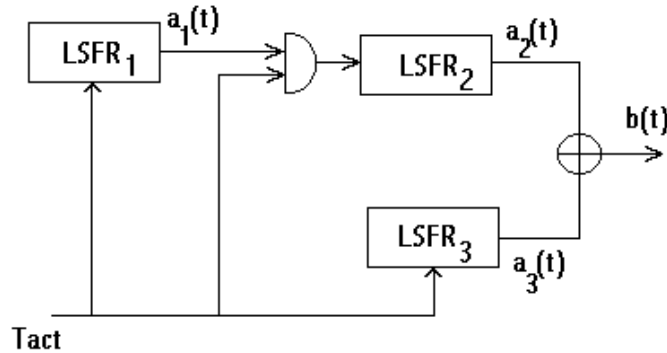 a₁(t)
LSFR₁
LSFR₂
a₂(t)
b(t)
LSFR₃
a₃(t)
Tact